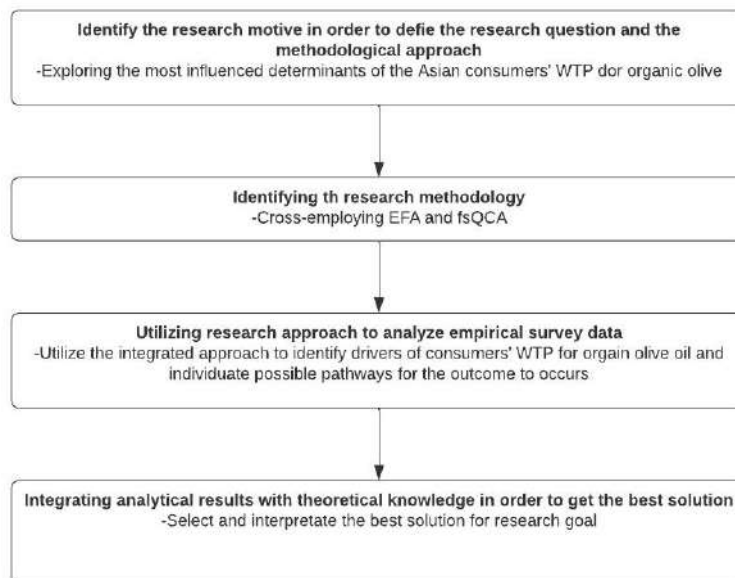 Identify the research motive in order to defie the research question and the
methodological approach
-Exploring the most influenced determinants of the Asian consumers' WTP dor organic olive
Identifying th research methodology
-Cross-employing EFA and fsQCA
Utilizing research approach to analyze empirical survey data
-Utilize the integrated approach to identify drivers of consumers' WTP for orgain olive oil and
individuate possible pathways for the outcome to occurs
Integrating analytical results with theoretical knowledge in order to get the best solution
-Select and interpretate the best solution for research goal